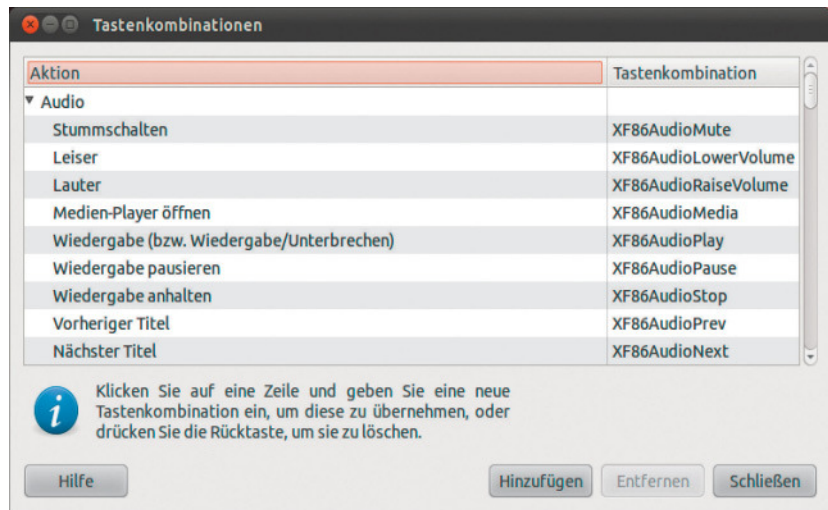 Tastenkombinationen
Aktion Tastenkombination
Audio
Stummschalten XF86AudioMute
Leiser XF86AudioLowerVolume
Lauter XF86AudioRaiseVolume
Medien-Player öffnen XF86AudioMedia
Wiedergabe (bzw. Wiedergabe/Unterbrechen) XF86AudioPlay
Wiedergabe pausieren XF86AudioPause
Wiedergabe anhalten XF86AudioStop
Vorheriger Titel XF86AudioPrev
Nächster Titel XF86AudioNext
Klicken Sie auf eine Zeile und geben Sie eine neue
Tastenkombination ein, um diese zu übernehmen, oder
drücken Sie die Rücktaste, um sie zu löschen.
Hilfe Hinzufügen Entfernen Schließen